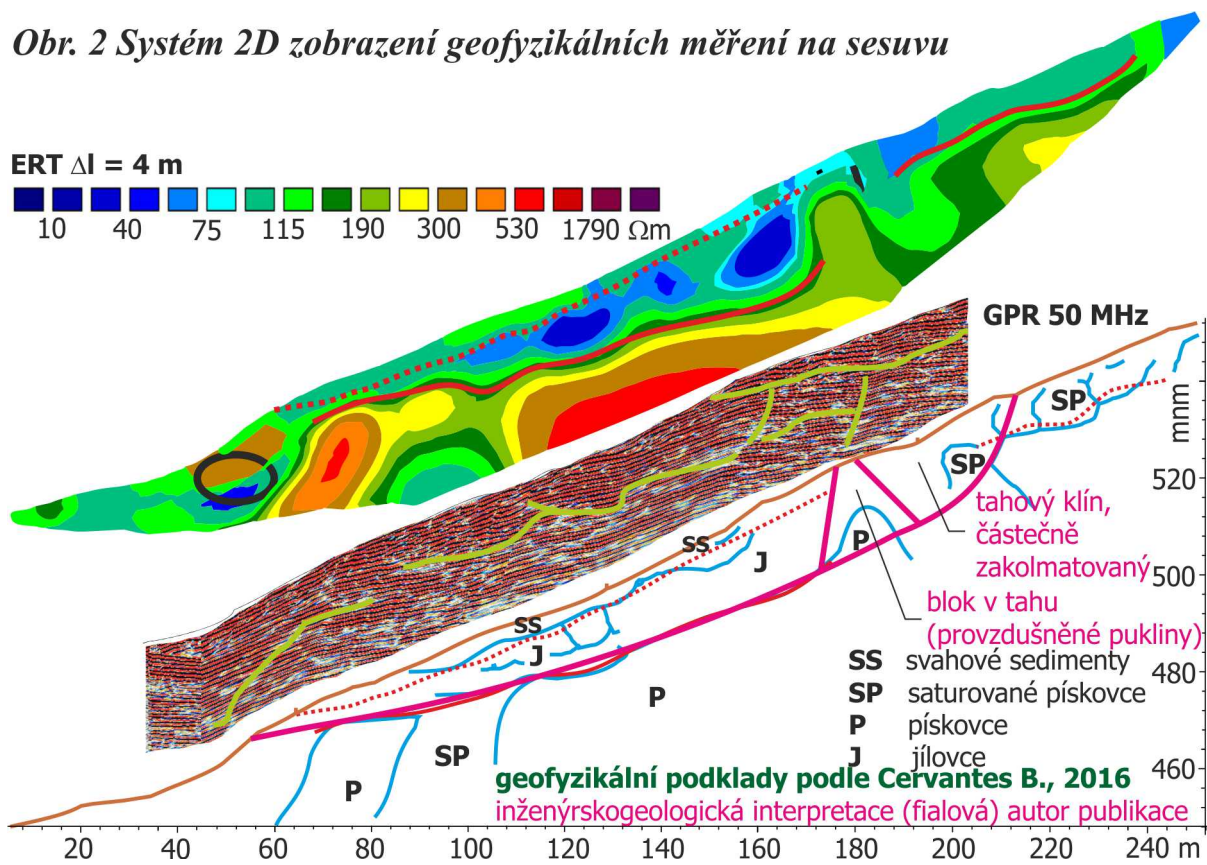 Obr. 2 Systém 2D zobrazení geofyzikálních měření na sesuvu
ERT Δl = 4 m
10 40 75 115 190 300 530 1790 Ωm
GPR 50 MHz
SP
mnm
SP
520
tahový klín,
částečně
zakolmatovaný
P
SS
J
500
blok v tahu
(provzdušněné pukliny)
SS
J
SS svahové sedimenty
480
SP saturované pískovce
P
P pískovce
SP
J jílovce
460
P
geofyzikální podklady podle Cervantes B., 2016
inženýrskogeologická interpretace (fialová) autor publikace
20 40 60 80 100 120 140 160 180 200 220 240 m